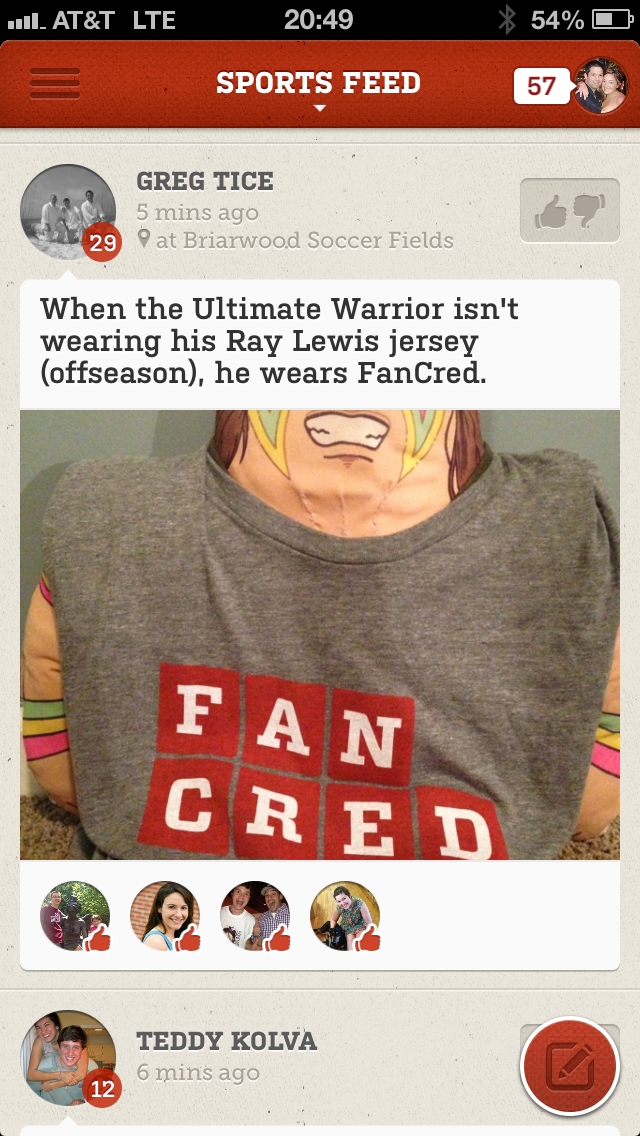 AT&T LTE 20:49 54%
SPORTS FEED
57
GREG TICE
5 mins ago
at Briarwood Soccer Fields
29
When the Ultimate Warrior isn't
wearing his Ray Lewis jersey
(offseason), he wears FanCred.
FAN
CRED
TEDDY KOLVA
6 mins ago
12